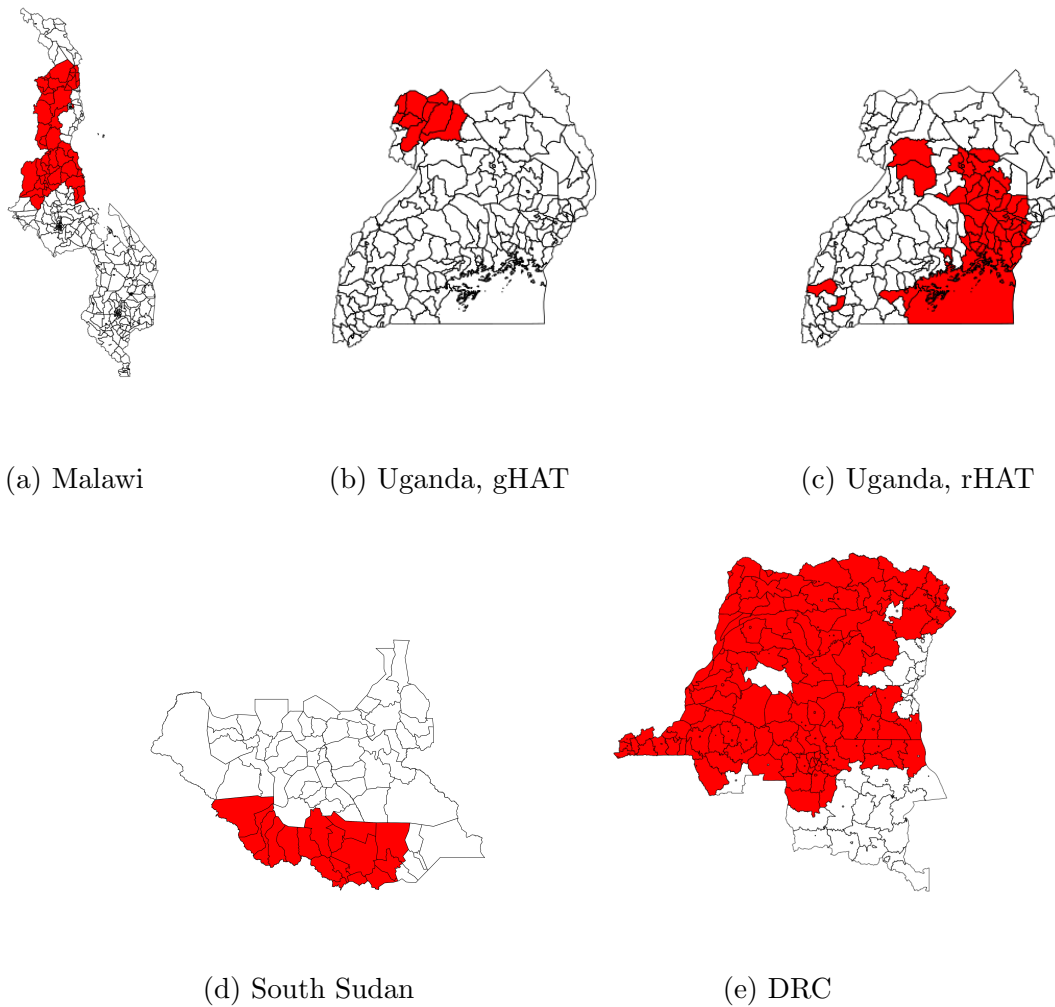 (a) Malawi
(b) Uganda, gHAT
(c) Uganda, rHAT
(d) South Sudan
(e) DRC